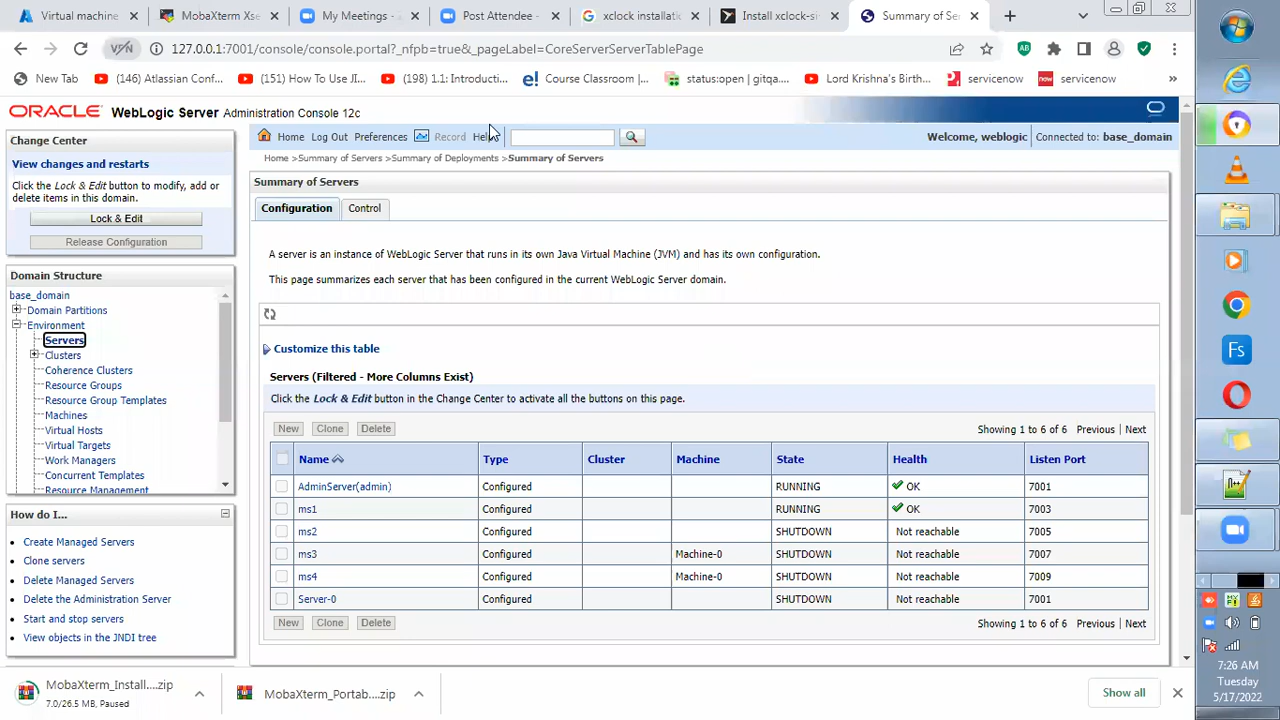 Virtual machine
MobaXterm Xse
My Meetings -
Post Attendee -
xclock installati
Install xclock-si
Summary of Ser
VPN
127.0.0.1:7001/console/console.portal?_nfpb=true&_pageLabel=CoreServerServerTablePage
New Tab
(146) Atlassian Conf...
(151) How To Use JI...
(198) 1.1: Introducti...
Course Classroom |...
status:open | gitqa....
Lord Krishna's Birth...
servicenow
servicenow
»
ORACLE WebLogic Server Administration Console 12c
Change Center
View changes and restarts
Click the Lock & Edit button to modify, add or
delete items in this domain.
Lock & Edit
Release Configuration
Domain Structure
base_domain
Domain Partitions
Environment
Servers
Clusters
Coherence Clusters
Resource Groups
Resource Group Templates
Machines
Virtual Hosts
Virtual Targets
Work Managers
Concurrent Templates
Resource Management
How do I...
Create Managed Servers
Clone servers
Delete Managed Servers
Delete the Administration Server
Start and stop servers
View objects in the JNDI tree
Home Log Out Preferences Record Help
Welcome, weblogic Connected to: base_domain
Home >Summary of Servers >Summary of Deployments >Summary of Servers
Summary of Servers
Configuration Control
A server is an instance of WebLogic Server that runs in its own Java Virtual Machine (JVM) and has its own configuration.
This page summarizes each server that has been configured in the current WebLogic Server domain.
Customize this table
Servers (Filtered - More Columns Exist)
Click the Lock & Edit button in the Change Center to activate all the buttons on this page.
New Clone Delete Showing 1 to 6 of 6 Previous | Next
Name Type Cluster Machine State Health Listen Port
AdminServer(admin) Configured RUNNING OK 7001
ms1 Configured RUNNING OK 7003
ms2 Configured SHUTDOWN Not reachable 7005
ms3 Configured Machine-0 SHUTDOWN Not reachable 7007
ms4 Configured Machine-0 SHUTDOWN Not reachable 7009
Server-0 Configured SHUTDOWN Not reachable 7001
New Clone Delete Showing 1 to 6 of 6 Previous | Next
MobaXterm_Install....zip
7.0/26.5 MB, Paused
MobaXterm_Portab....zip
Show all
Fs
7:26 AM
Tuesday
5/17/2022